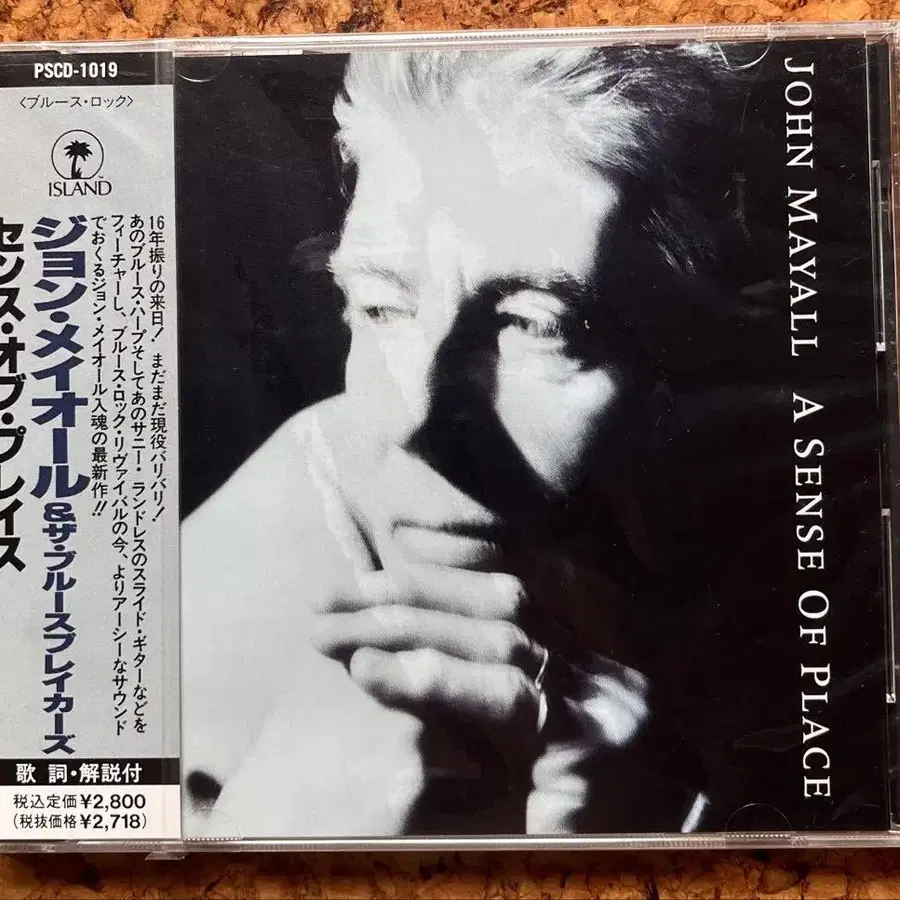 PSCD-1019
〈ブルース・ロック〉
ISLAND
16年振りの来日! まだまだ現役バリバリ!
あのブルース・ハープそしてあのサニー・ランドレスのスライド・ギターなどを
フィーチャーし、ブルース・ロック・リヴァイバルの今、よりアーシーなサウンド
でおくるジョン・メイオール入魂の最新作!!
ジョン・メイオール&ザ・ブルースブレイカーズ
センス・オブ・プレイス
歌詞・解説付
税込定価¥2,800
(税抜価格¥2,718)
JOHN MAYALL A SENSE OF PLACE